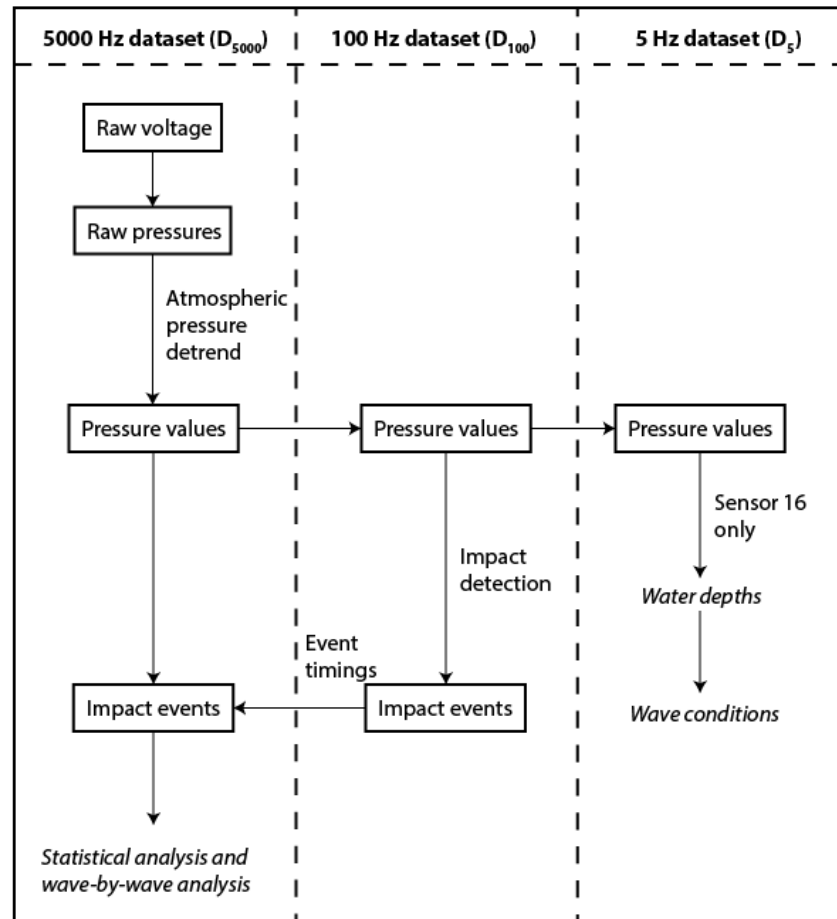 5000 Hz dataset (D5000)
100 Hz dataset (D100)
5 Hz dataset (D5)
Raw voltage
Raw pressures
Atmospheric
pressure
detrend
Pressure values
Pressure values
Pressure values
Sensor 16
only
Impact
detection
Water depths
Event
timings
Impact events
Impact events
Wave conditions
Statistical analysis and
wave-by-wave analysis